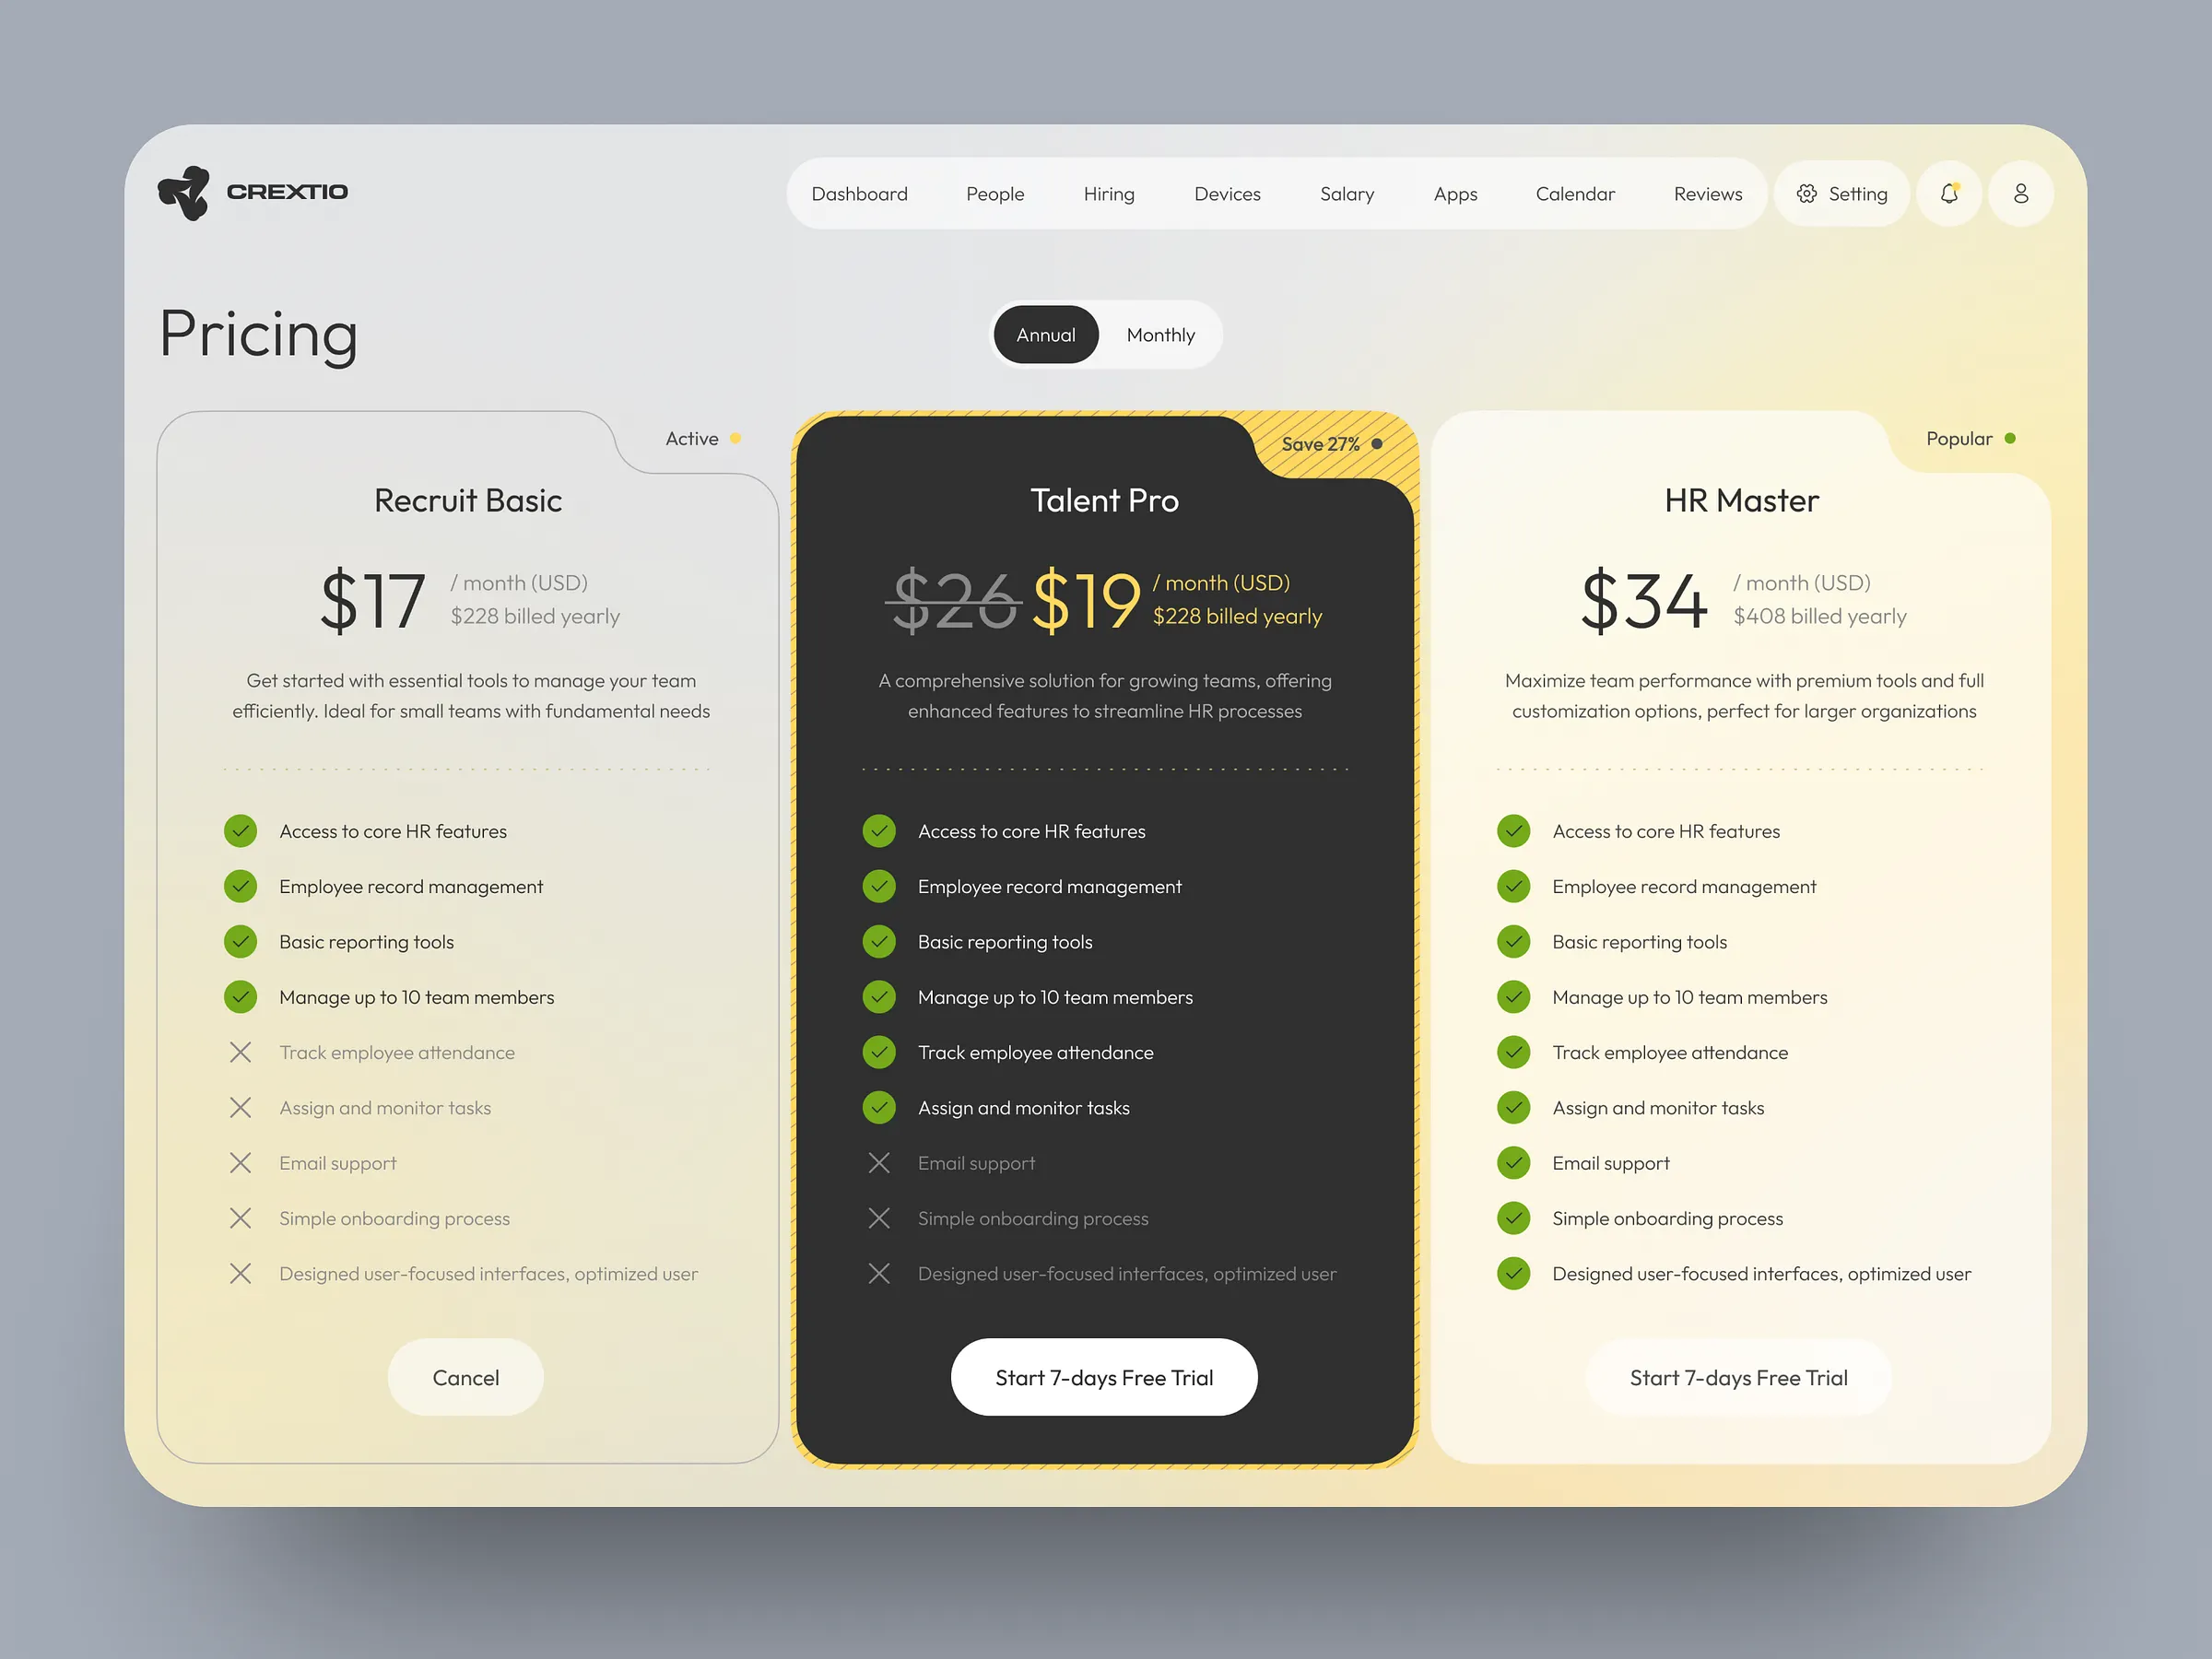 CREXTIO
Dashboard People Hiring Devices Salary Apps Calendar Reviews Setting
Pricing
Annual Monthly
Active
Recruit Basic
$17
/ month (USD)
$228 billed yearly
Get started with essential tools to manage your team
efficiently. Ideal for small teams with fundamental needs
Access to core HR features
Employee record management
Basic reporting tools
Manage up to 10 team members
Track employee attendance
Assign and monitor tasks
Email support
Simple onboarding process
Designed user-focused interfaces, optimized user
Cancel
Save 27%
Talent Pro
$26 $19
/ month (USD)
$228 billed yearly
A comprehensive solution for growing teams, offering
enhanced features to streamline HR processes
Access to core HR features
Employee record management
Basic reporting tools
Manage up to 10 team members
Track employee attendance
Assign and monitor tasks
Email support
Simple onboarding process
Designed user-focused interfaces, optimized user
Start 7-days Free Trial
Popular
HR Master
$34
/ month (USD)
$408 billed yearly
Maximize team performance with premium tools and full
customization options, perfect for larger organizations
Access to core HR features
Employee record management
Basic reporting tools
Manage up to 10 team members
Track employee attendance
Assign and monitor tasks
Email support
Simple onboarding process
Designed user-focused interfaces, optimized user
Start 7-days Free Trial